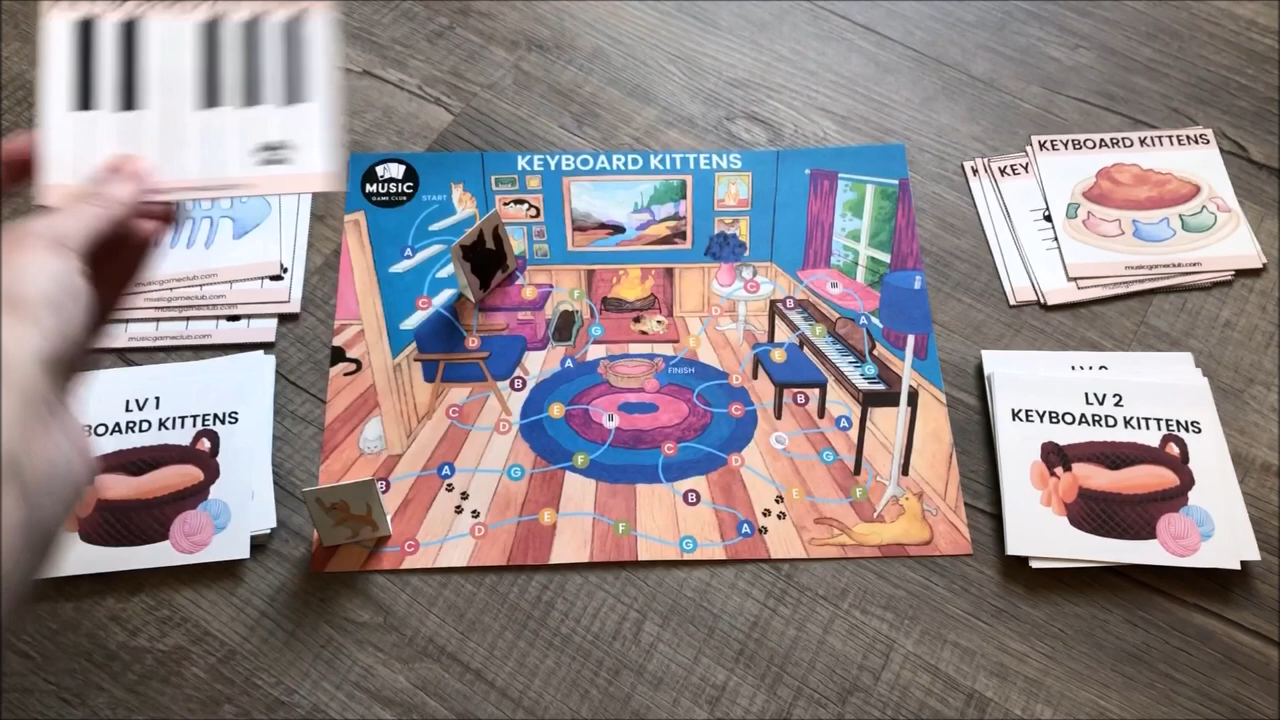 KEYBOARD KITTENS
MUSIC
GAME CLUB
START
A
C
D
E
F
G
A
B
C
D
E
F
G
A
B
C
D
E
F
G
A
B
C
D
E
F
G
A
B
C
D
E
F
G
A
B
C
D
E
FINISH
musicgameclub.com
musicgameclub.com
musicgameclub.com
LV 1
BOARD KITTENS
KEY
KEYBOARD KITTENS
musicgameclub.com
LV 2
KEYBOARD KITTENS